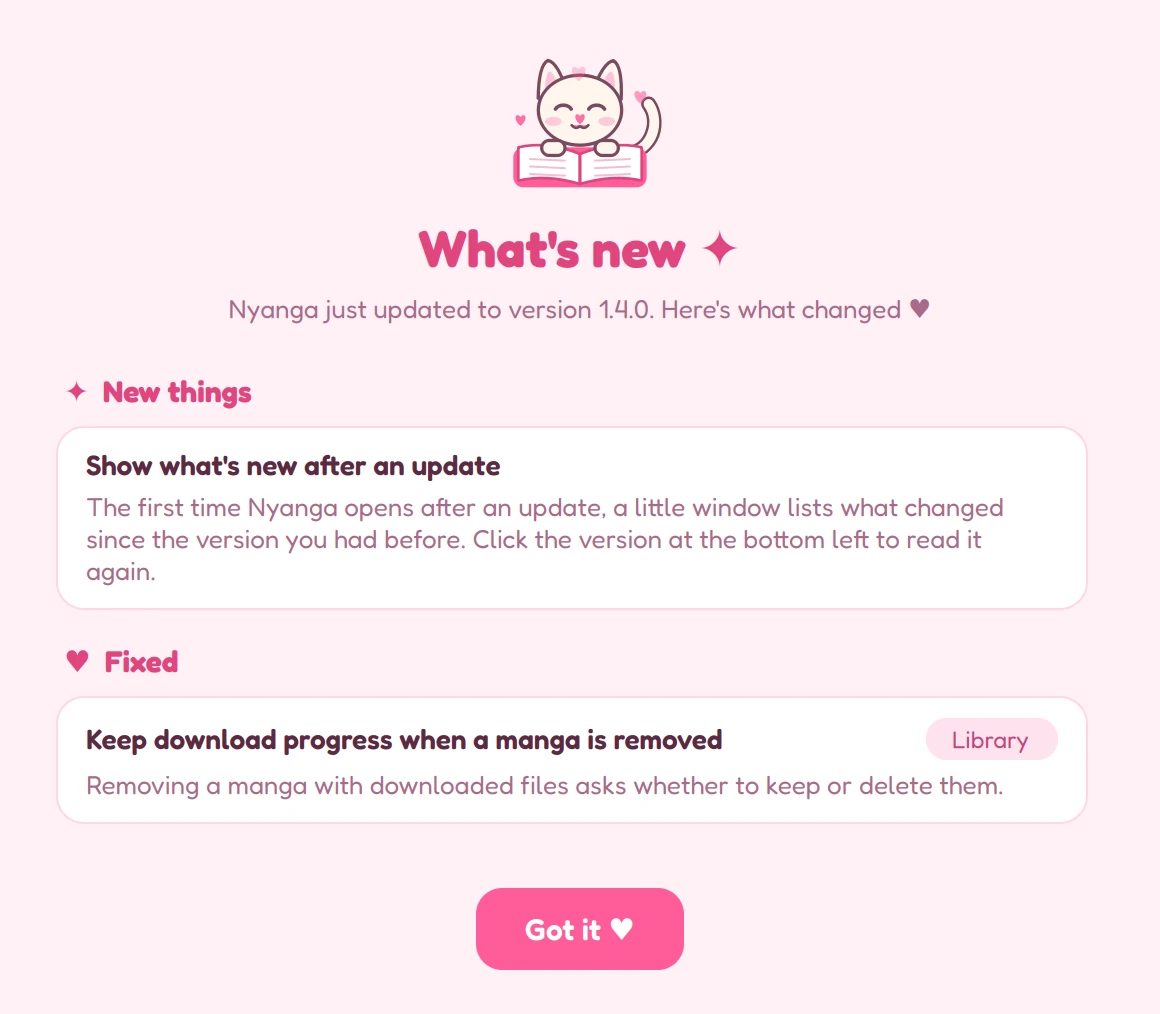 What's new ✦
Nyanga just updated to version 1.4.0. Here's what changed ♥
✦ New things
Show what's new after an update
The first time Nyanga opens after an update, a little window lists what changed
since the version you had before. Click the version at the bottom left to read it
again.
♥ Fixed
Keep download progress when a manga is removed
Library
Removing a manga with downloaded files asks whether to keep or delete them.
Got it ♥